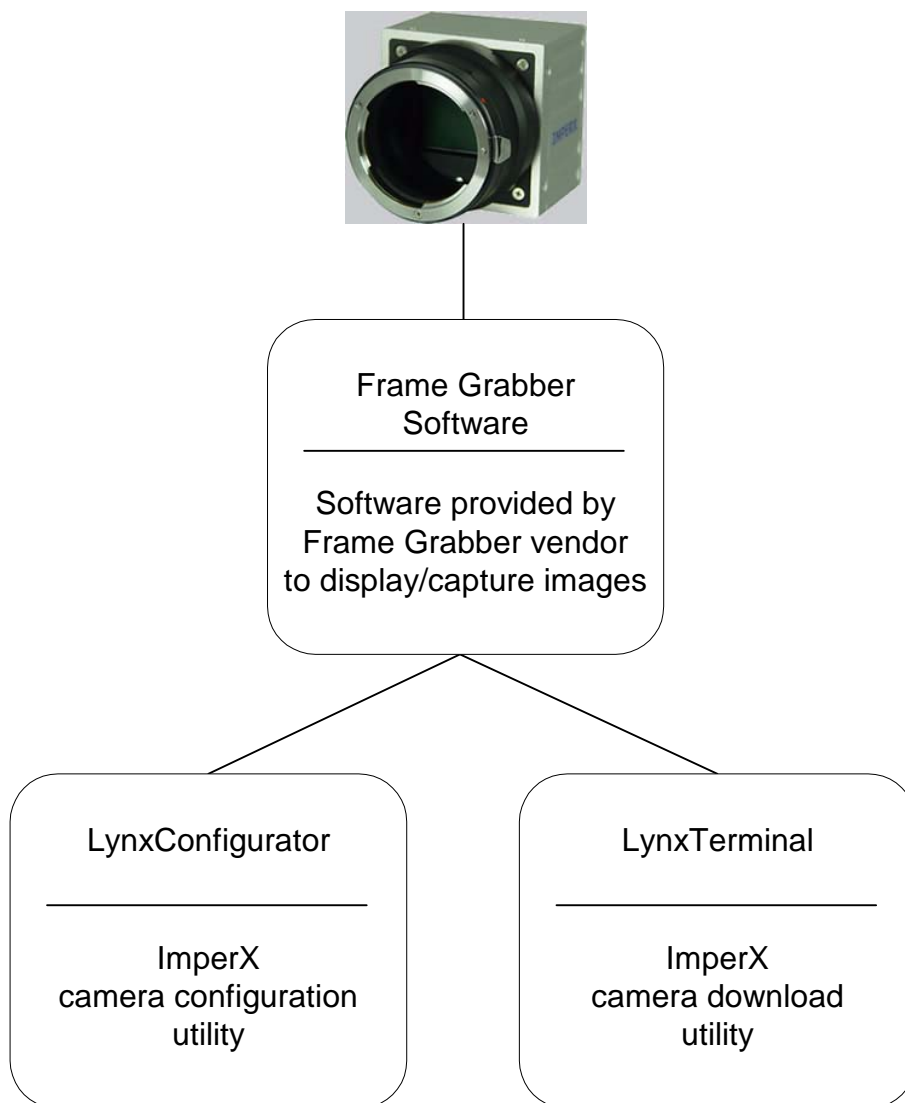 IMPERX
Frame Grabber
Software
Software provided by
Frame Grabber vendor
to display/capture images
LynxConfigurator
ImperX
camera configuration
utility
LynxTerminal
ImperX
camera download
utility